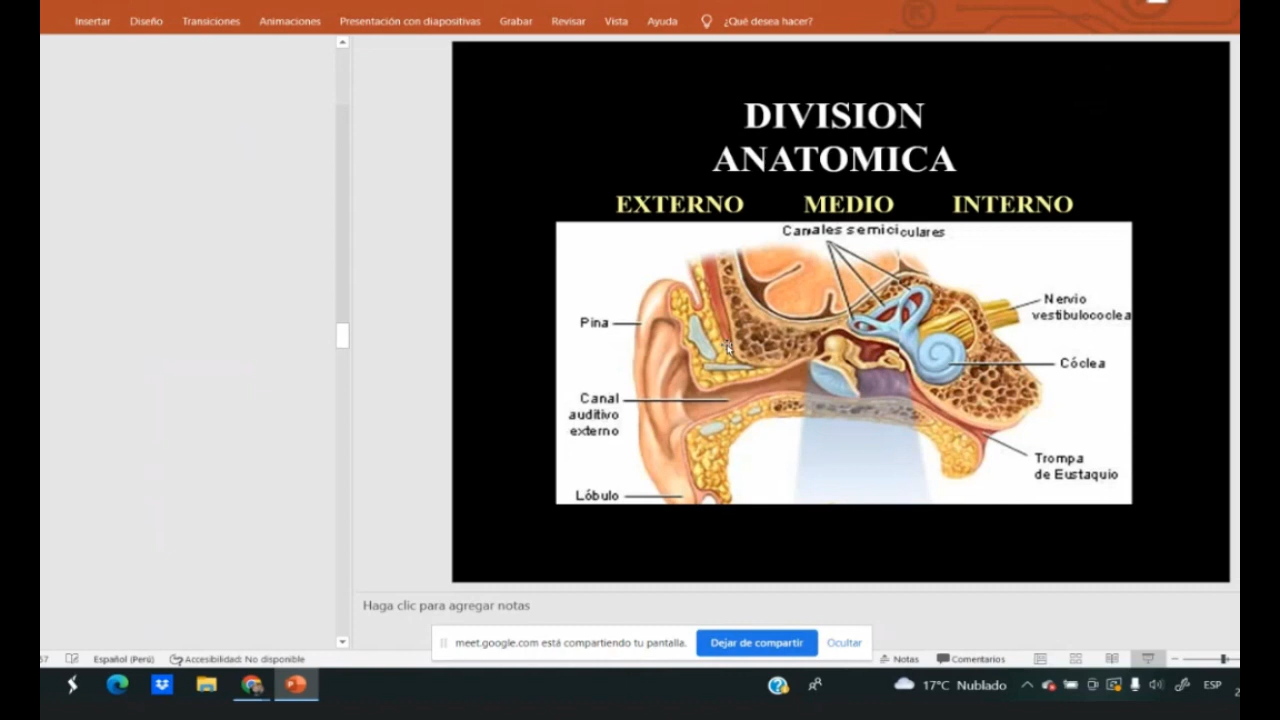 Insertar Diseño Transiciones Animaciones Presentación con diapositivas Grabar Revisar Vista Ayuda ¿Qué desea hacer?
DIVISION
ANATOMICA
EXTERNO MEDIO INTERNO
Canales semiciculares
Pina
Nervio
vestibulococlea
Cóclea
Canal
auditivo
externo
Trompa
de Eustaquio
Lóbulo
Haga clic para agregar notas
meet.google.com está compartiendo tu pantalla. Dejar de compartir Ocultar
Español (Perú) Accesibilidad: No disponible Notas Comentarios
17°C Nublado ESP